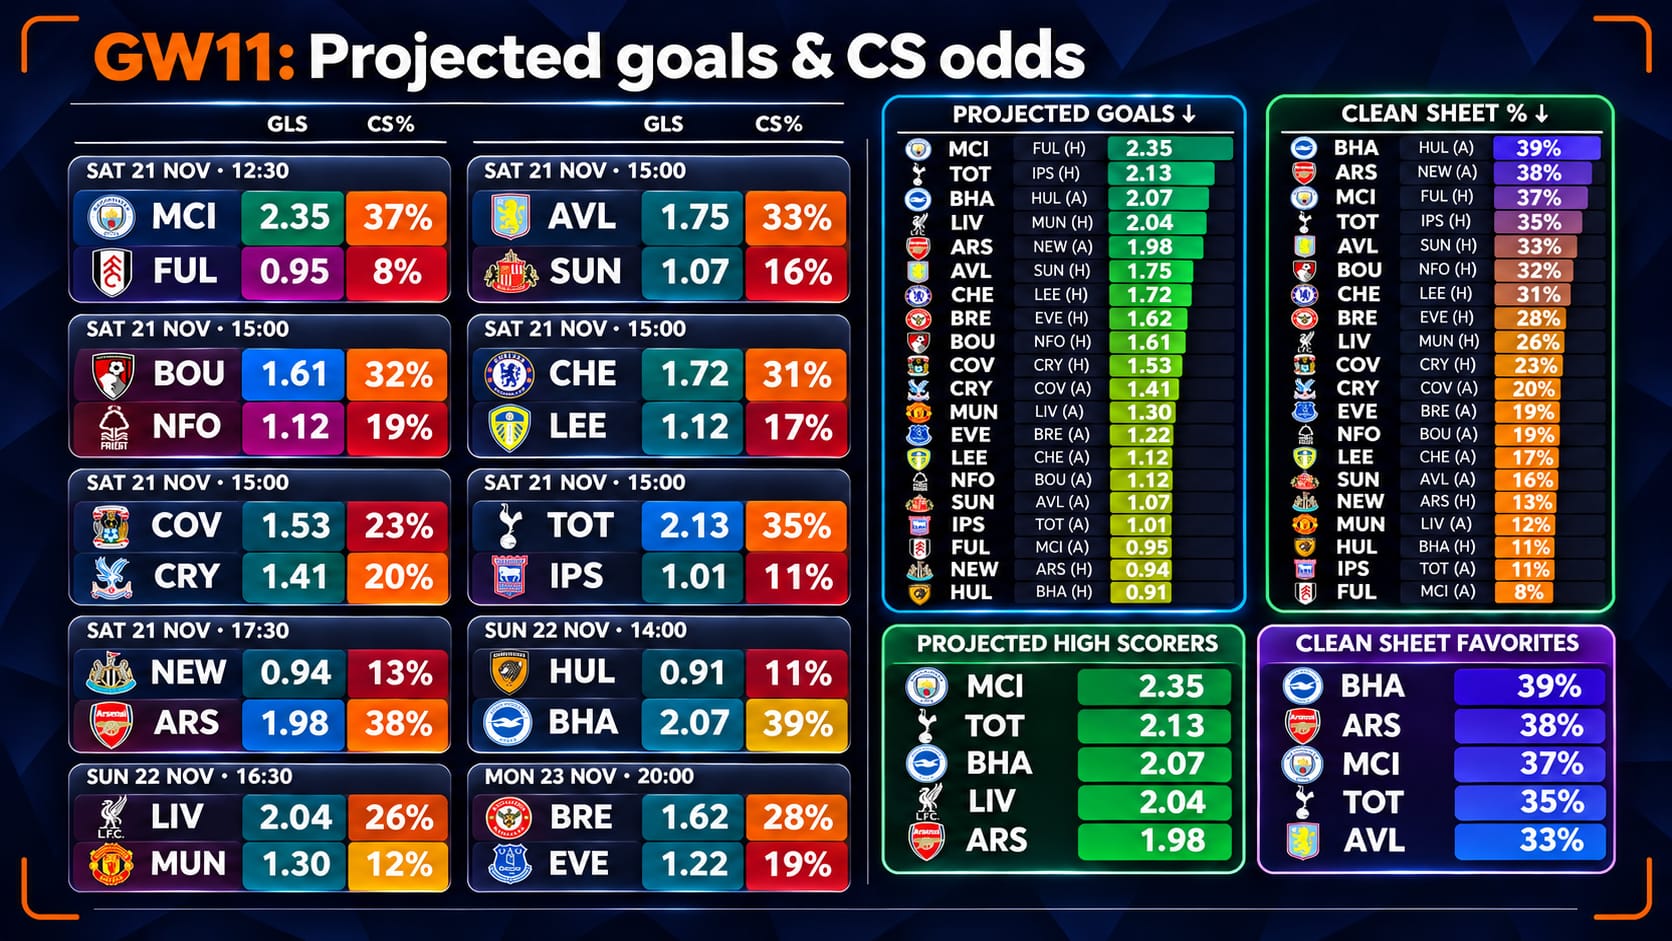 GW11: Projected goals & CS odds
GLS CS%
SAT 21 NOV • 12:30
MCI 2.35 37%
FUL 0.95 8%
SAT 21 NOV • 15:00
BOU 1.61 32%
NFO 1.12 19%
SAT 21 NOV • 15:00
COV 1.53 23%
CRY 1.41 20%
SAT 21 NOV • 17:30
NEW 0.94 13%
Arsenal ARS 1.98 38%
SUN 22 NOV • 16:30
L.F.C. LIV 2.04 26%
MUN 1.30 12%
GLS CS%
SAT 21 NOV • 15:00
AVL 1.75 33%
SUN 1.07 16%
SAT 21 NOV • 15:00
CHE 1.72 31%
LEE 1.12 17%
SAT 21 NOV • 15:00
TOT 2.13 35%
IPS 1.01 11%
SUN 22 NOV • 14:00
HUL 0.91 11%
BHA 2.07 39%
MON 23 NOV • 20:00
BRE 1.62 28%
EVE 1.22 19%
PROJECTED GOALS ↓
MCI FUL (H) 2.35
TOT IPS (H) 2.13
BHA HUL (A) 2.07
LIV MUN (H) 2.04
ARS NEW (A) 1.98
AVL SUN (H) 1.75
CHE LEE (H) 1.72
BRE EVE (H) 1.62
BOU NFO (H) 1.61
COV CRY (H) 1.53
CRY COV (A) 1.41
MUN LIV (A) 1.30
EVE BRE (A) 1.22
LEE CHE (A) 1.12
NFO BOU (A) 1.12
SUN AVL (A) 1.07
IPS TOT (A) 1.01
FUL MCI (A) 0.95
NEW ARS (H) 0.94
HUL BHA (H) 0.91
CLEAN SHEET % ↓
BHA HUL (A) 39%
ARS NEW (A) 38%
MCI FUL (H) 37%
TOT IPS (H) 35%
AVL SUN (H) 33%
BOU NFO (H) 32%
CHE LEE (H) 31%
BRE EVE (H) 28%
LIV MUN (H) 26%
COV CRY (H) 23%
CRY COV (A) 20%
EVE BRE (A) 19%
NFO BOU (A) 19%
LEE CHE (A) 17%
SUN AVL (A) 16%
NEW ARS (H) 13%
MUN LIV (A) 12%
HUL BHA (H) 11%
IPS TOT (A) 11%
FUL MCI (A) 8%
PROJECTED HIGH SCORERS
MCI 2.35
TOT 2.13
BHA 2.07
LIV 2.04
Arsenal ARS 1.98
CLEAN SHEET FAVORITES
BHA 39%
Arsenal ARS 38%
MCI 37%
TOT 35%
AVL 33%